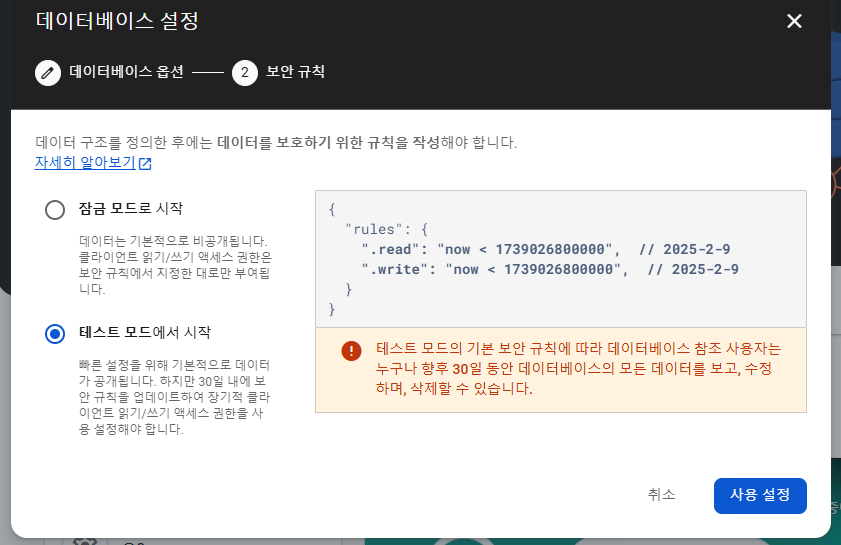 데이터베이스 설정
데이터베이스 옵션
2 보안 규칙
데이터 구조를 정의한 후에는 데이터를 보호하기 위한 규칙을 작성해야 합니다.
자세히 알아보기
잠금 모드로 시작
데이터는 기본적으로 비공개됩니다.
클라이언트 읽기/쓰기 액세스 권한은
보안 규칙에서 지정한 대로만 부여됩
니다.
테스트 모드에서 시작
빠른 설정을 위해 기본적으로 데이터
가 공개됩니다. 하지만 30일 내에 보
안 규칙을 업데이트하여 장기적 클라
이언트 읽기/쓰기 액세스 권한을 사
용 설정해야 합니다.
{
"rules": {
".read": "now < 1739026800000",  // 2025-2-9
".write": "now < 1739026800000",  // 2025-2-9
}
}
테스트 모드의 기본 보안 규칙에 따라 데이터베이스 참조 사용자는
누구나 향후 30일 동안 데이터베이스의 모든 데이터를 보고, 수정
하며, 삭제할 수 있습니다.
취소
사용 설정